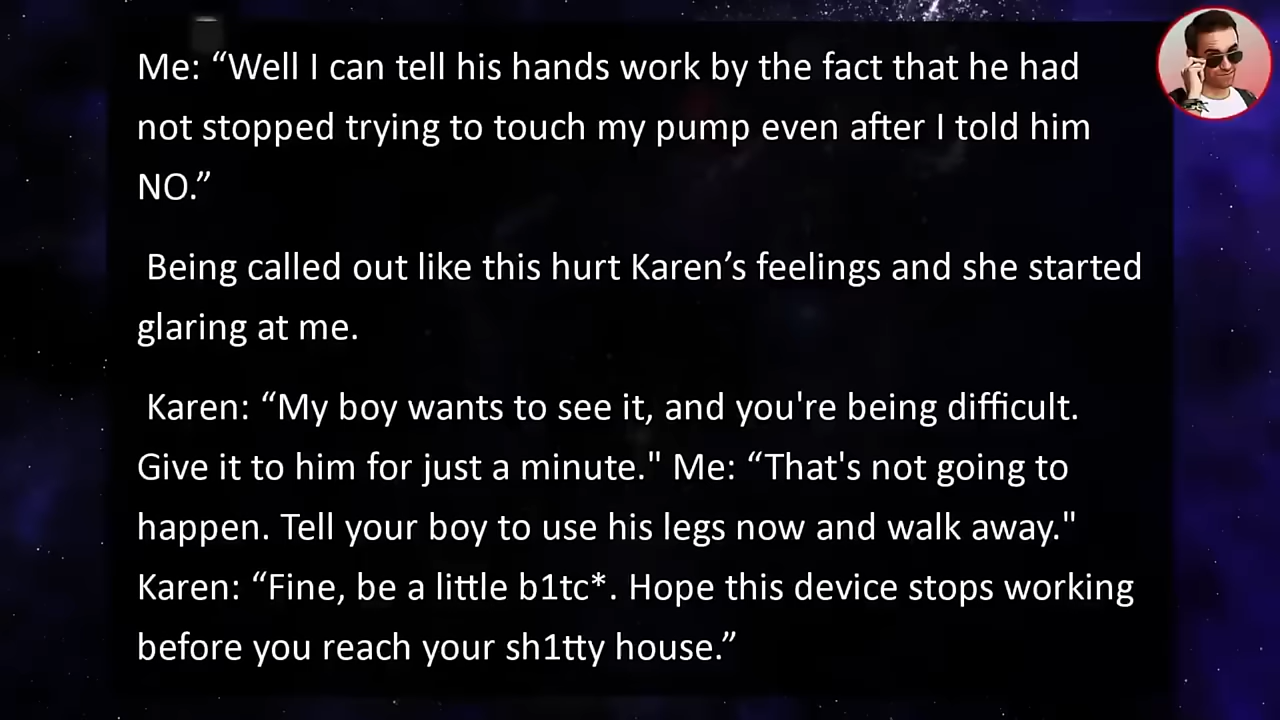 Me: “Well I can tell his hands work by the fact that he had
not stopped trying to touch my pump even after I told him
NO.”
Being called out like this hurt Karen’s feelings and she started
glaring at me.
Karen: “My boy wants to see it, and you're being difficult.
Give it to him for just a minute." Me: “That's not going to
happen. Tell your boy to use his legs now and walk away."
Karen: “Fine, be a little b1tc*. Hope this device stops working
before you reach your sh1tty house.”